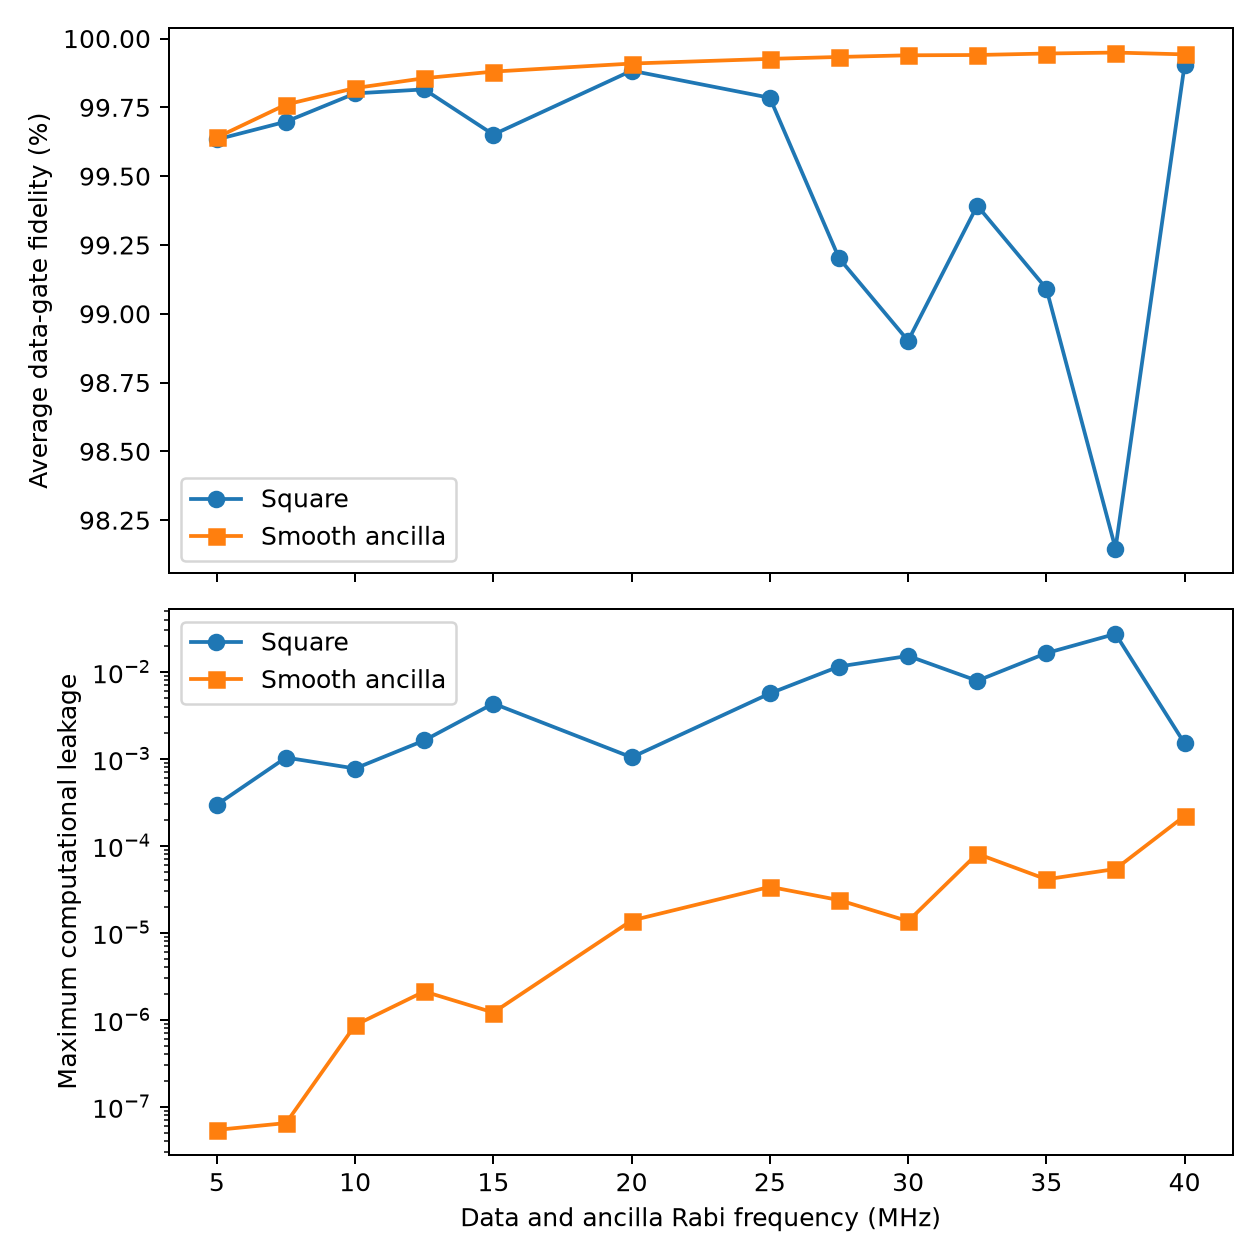 Average data-gate fidelity (%)
100.00
99.75
99.50
99.25
99.00
98.75
98.50
98.25
Square
Smooth ancilla
Maximum computational leakage
10⁻²
10⁻³
10⁻⁴
10⁻⁵
10⁻⁶
10⁻⁷
Square
Smooth ancilla
5 10 15 20 25 30 35 40
Data and ancilla Rabi frequency (MHz)